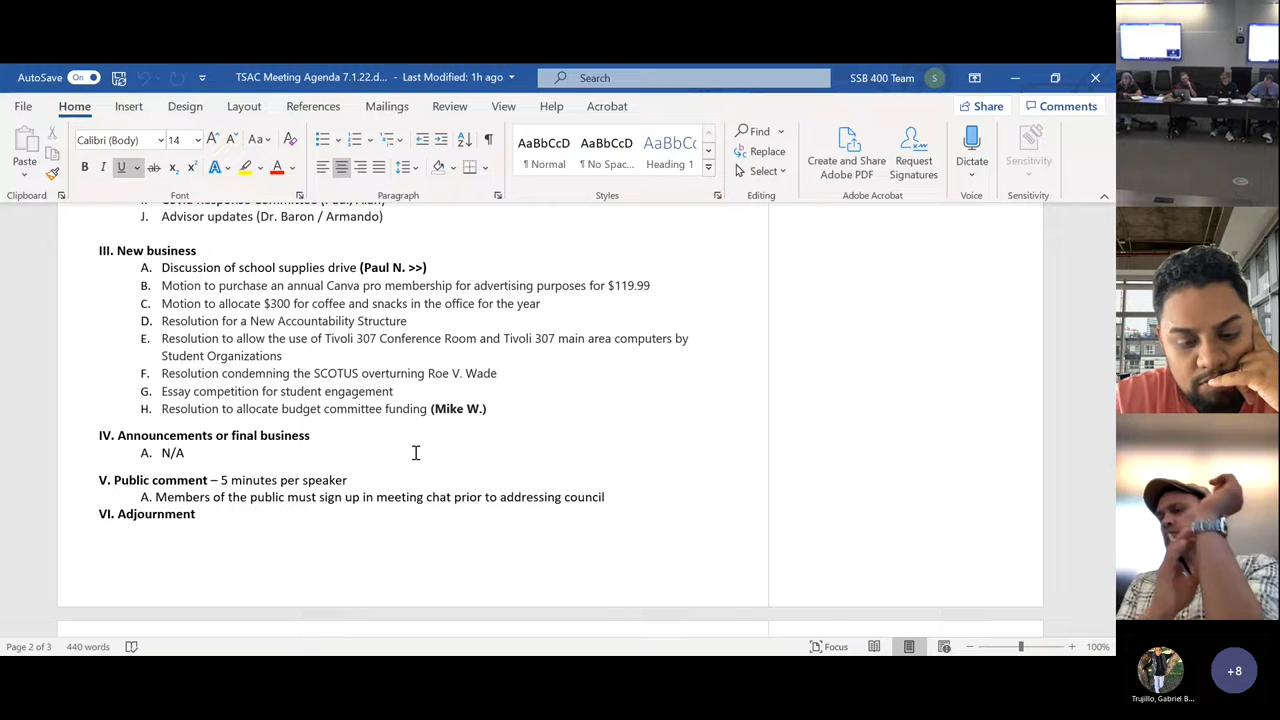 AutoSave On TSAC Meeting Agenda 7.1.22.d... - Last Modified: 1h ago Search SSB 400 Team S
File Home Insert Design Layout References Mailings Review View Help Acrobat Share Comments
Calibri (Body) 14 AaBbCcD AaBbCcD AaBbCc Find
Replace
Paste Normal No Spac... Heading 1 Select Create and Share Adobe PDF Request Signatures Dictate Sensitivity
Clipboard Font Paragraph Styles Editing Adobe Acrobat Voice Sensitivity
J. Advisor updates (Dr. Baron / Armando)
III. New business
A. Discussion of school supplies drive (Paul N. >>)
B. Motion to purchase an annual Canva pro membership for advertising purposes for $119.99
C. Motion to allocate $300 for coffee and snacks in the office for the year
D. Resolution for a New Accountability Structure
E. Resolution to allow the use of Tivoli 307 Conference Room and Tivoli 307 main area computers by
Student Organizations
F. Resolution condemning the SCOTUS overturning Roe V. Wade
G. Essay competition for student engagement
H. Resolution to allocate budget committee funding (Mike W.)
IV. Announcements or final business
A. N/A
V. Public comment – 5 minutes per speaker
A. Members of the public must sign up in meeting chat prior to addressing council
VI. Adjournment
Page 2 of 3 440 words Focus 100%
+8
Trujillo, Gabriel B...